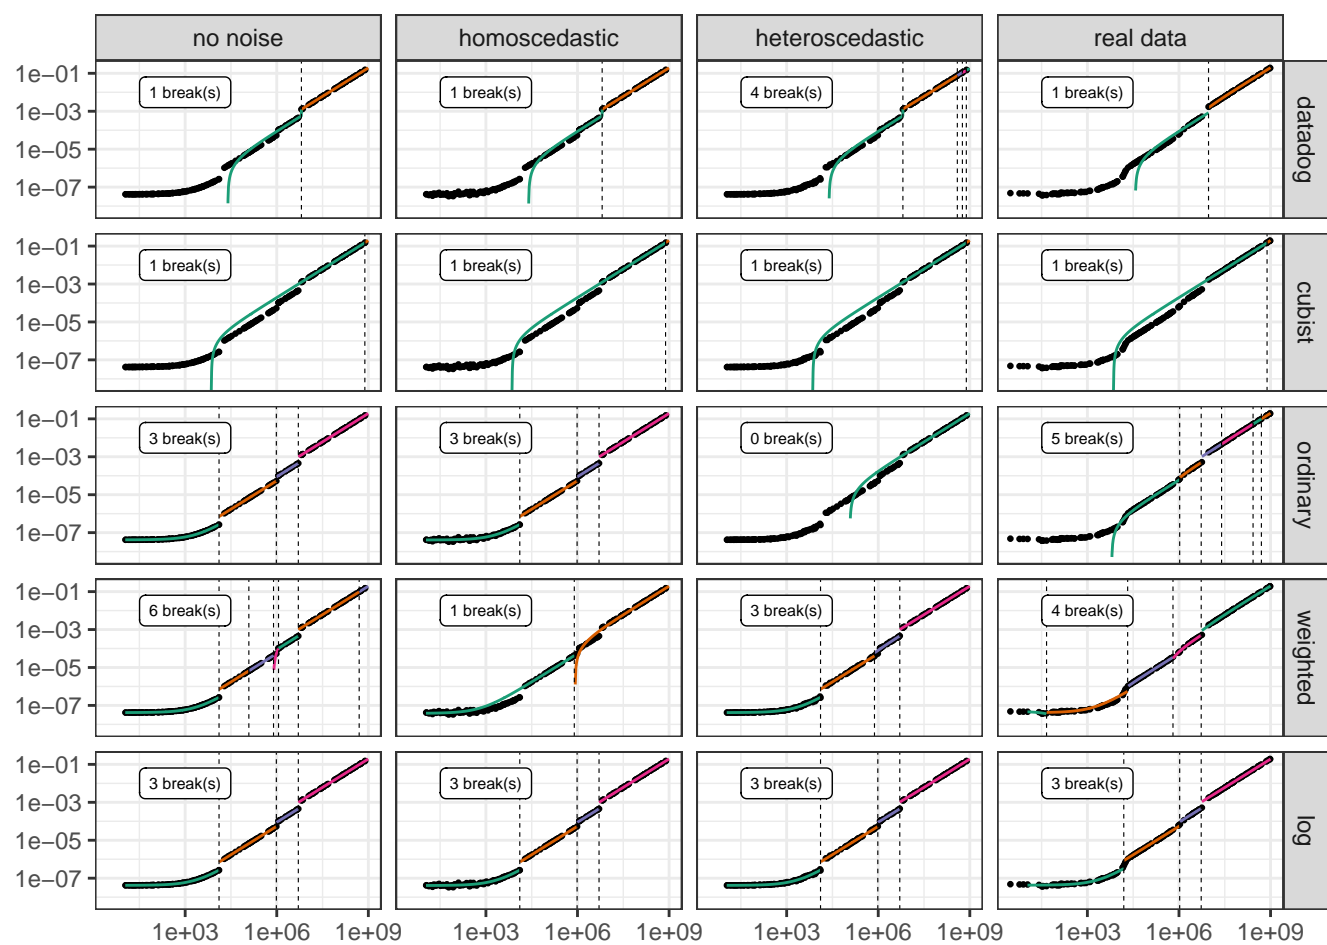 no noise homoscedastic heteroscedastic real data
1e−01
1e−03
1e−05
1e−07
1 break(s) 1 break(s) 4 break(s) 1 break(s)
datadog
1e−01
1e−03
1e−05
1e−07
1 break(s) 1 break(s) 1 break(s) 1 break(s)
cubist
1e−01
1e−03
1e−05
1e−07
3 break(s) 3 break(s) 0 break(s) 5 break(s)
ordinary
1e−01
1e−03
1e−05
1e−07
6 break(s) 1 break(s) 3 break(s) 4 break(s)
weighted
1e−01
1e−03
1e−05
1e−07
3 break(s) 3 break(s) 3 break(s) 3 break(s)
log
1e+03 1e+06 1e+09 1e+03 1e+06 1e+09 1e+03 1e+06 1e+09 1e+03 1e+06 1e+09